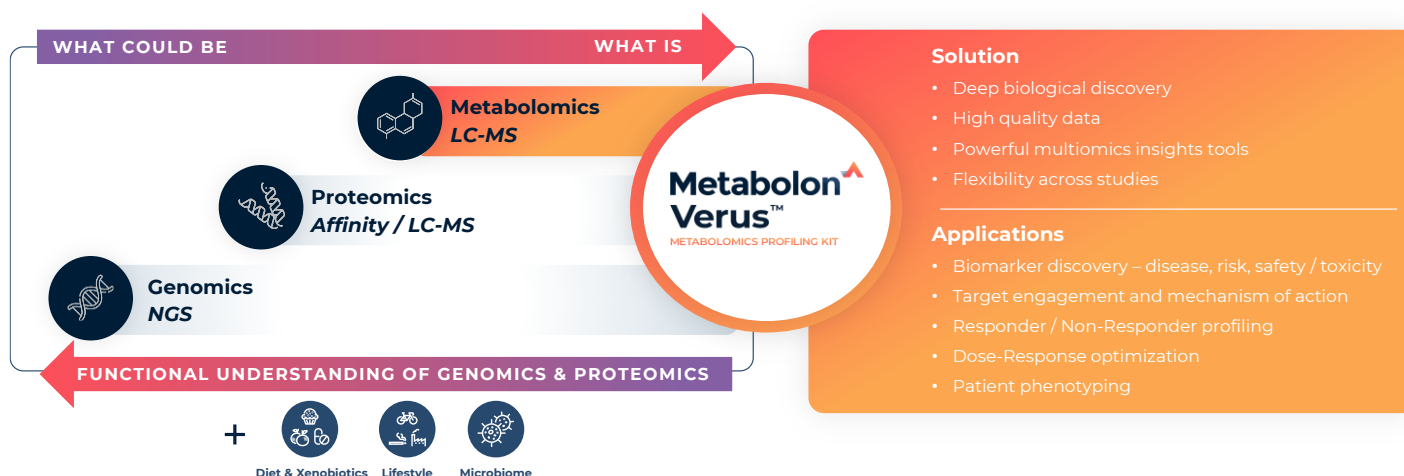 WHAT COULD BE
WHAT IS
Metabolomics
LC-MS
Proteomics
Affinity / LC-MS
Genomics
NGS
FUNCTIONAL UNDERSTANDING OF GENOMICS & PROTEOMICS
+
Diet & Xenobiotics
Lifestyle
Microbiome
Metabolon
Verus™
METABOLOMICS PROFILING KIT
Solution
• Deep biological discovery
• High quality data
• Powerful multiomics insights tools
• Flexibility across studies
Applications
• Biomarker discovery – disease, risk, safety / toxicity
• Target engagement and mechanism of action
• Responder / Non-Responder profiling
• Dose-Response optimization
• Patient phenotyping